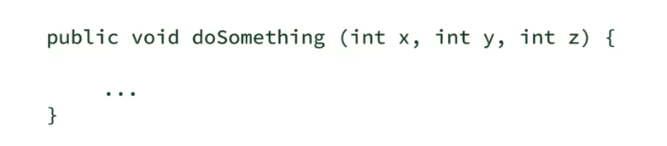 public void doSomething (int x, int y, int z) {
...
}